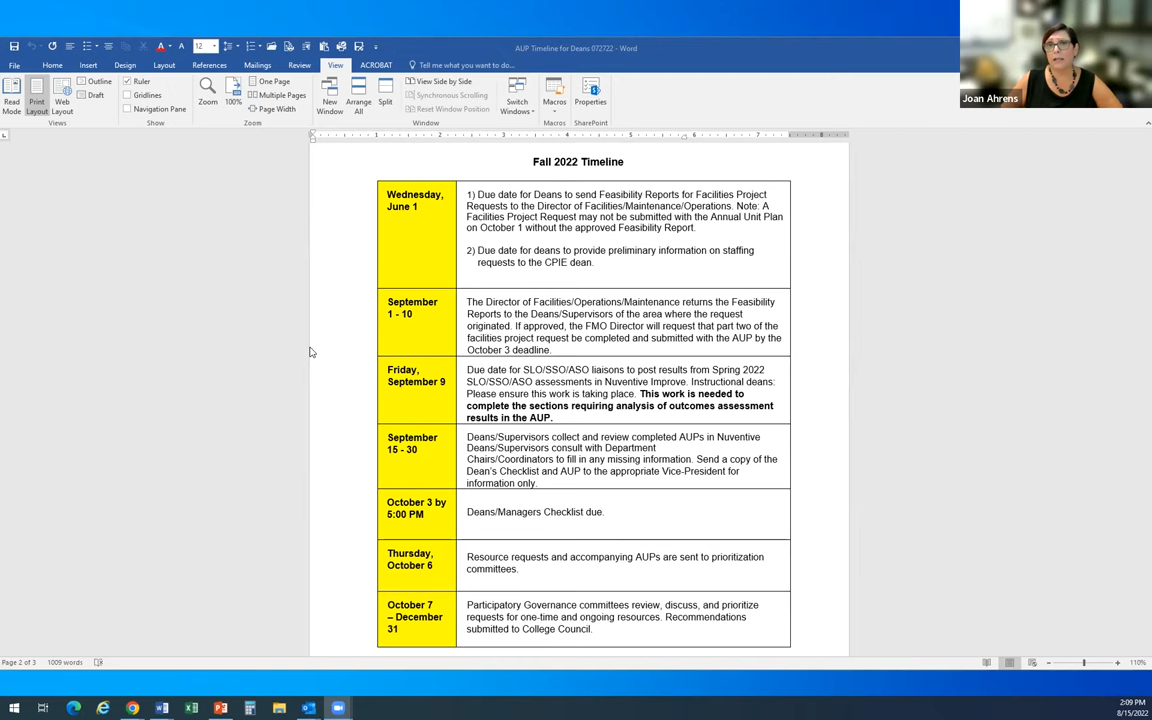 12
AUP Timeline for Deans 072722 - Word
File Home Insert Design Layout References Mailings Review View ACROBAT Tell me what you want to do...
Read Mode
Print Layout
Web Layout
Outline
Draft
Views
Ruler
Gridlines
Navigation Pane
Show
Zoom
100%
One Page
Multiple Pages
Page Width
Zoom
New Window
Arrange All
Split
View Side by Side
Synchronous Scrolling
Reset Window Position
Window
Switch Windows
Macros
Macros
Properties
SharePoint
Joan Ahrens
1 2 3 4 5 6 7 8
Fall 2022 Timeline
Wednesday,
June 1
1) Due date for Deans to send Feasibility Reports for Facilities Project
Requests to the Director of Facilities/Maintenance/Operations. Note: A
Facilities Project Request may not be submitted with the Annual Unit Plan
on October 1 without the approved Feasibility Report.
2) Due date for deans to provide preliminary information on staffing
requests to the CPIE dean.
September
1 - 10
The Director of Facilities/Operations/Maintenance returns the Feasibility
Reports to the Deans/Supervisors of the area where the request
originated. If approved, the FMO Director will request that part two of the
facilities project request be completed and submitted with the AUP by the
October 3 deadline.
Friday,
September 9
Due date for SLO/SSO/ASO liaisons to post results from Spring 2022
SLO/SSO/ASO assessments in Nuventive Improve. Instructional deans:
Please ensure this work is taking place. This work is needed to
complete the sections requiring analysis of outcomes assessment
results in the AUP.
September
15 - 30
Deans/Supervisors collect and review completed AUPs in Nuventive
Deans/Supervisors consult with Department
Chairs/Coordinators to fill in any missing information. Send a copy of the
Dean's Checklist and AUP to the appropriate Vice-President for
information only.
October 3 by
5:00 PM
Deans/Managers Checklist due.
Thursday,
October 6
Resource requests and accompanying AUPs are sent to prioritization
committees.
October 7
– December
31
Participatory Governance committees review, discuss, and prioritize
requests for one-time and ongoing resources. Recommendations
submitted to College Council.
Page 2 of 3 1009 words
110%
2:09 PM
8/15/2022